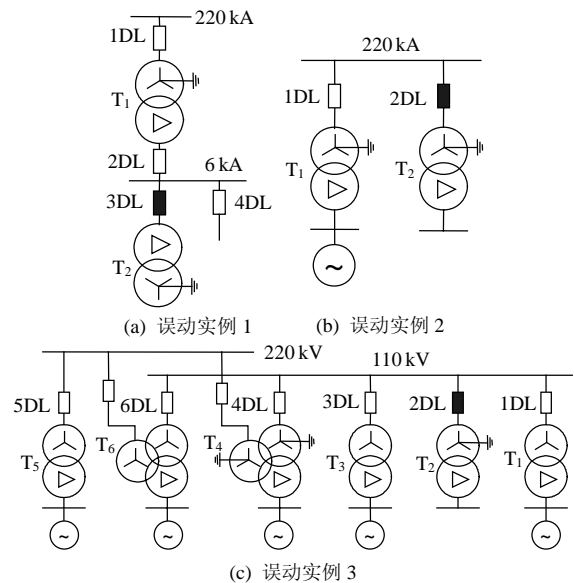 220 kA
1DL
T1
2DL
6 kA
3DL
4DL
T2
(a) 误动实例 1
220 kA
1DL
2DL
T1
T2
~
(b) 误动实例 2
220 kV
110 kV
5DL
6DL
4DL
3DL
2DL
1DL
T5
T6
T4
T3
T2
T1
~ ~ ~ ~ ~
(c) 误动实例 3